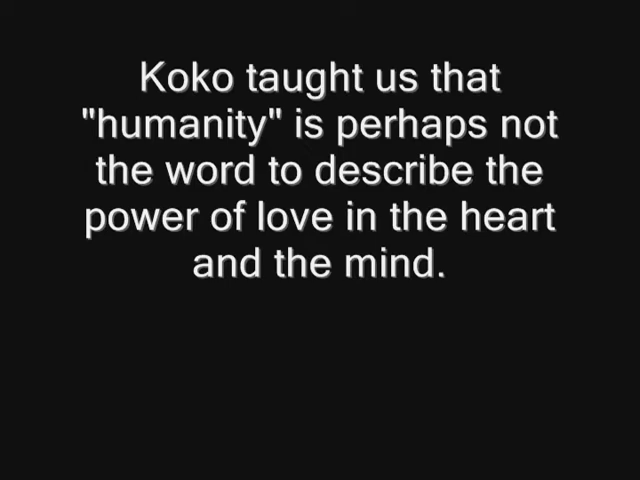 Koko taught us that
"humanity" is perhaps not
the word to describe the
power of love in the heart
and the mind.